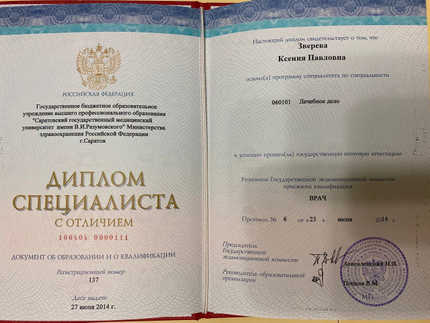 РОССИЙСКАЯ ФЕДЕРАЦИЯ
Государственное бюджетное образовательное
учреждение высшего профессионального образования
"Саратовский государственный медицинский
университет имени В.И.Разумовского" Министерства
здравоохранения Российской Федерации
г.Саратов
ДИПЛОМ
СПЕЦИАЛИСТА
С ОТЛИЧИЕМ
106404 0000111
ДОКУМЕНТ ОБ ОБРАЗОВАНИИ И О КВАЛИФИКАЦИИ
Регистрационный номер
137
Дата выдачи
27 июня 2014 г.
Настоящий диплом свидетельствует о том, что
Зверева
Ксения Павловна
освоил(а) программу специалитета по специальности
060101 Лечебное дело
и успешно прошел(ла) государственную итоговую аттестацию
Решением Государственной экзаменационной комиссии
присвоена квалификация
ВРАЧ
Протокол № 6 от « 23 » июня 2014 г.
Председатель
Государственной
экзаменационной комиссии
Руководитель образовательной
организации
Попков В.М.
М.П.